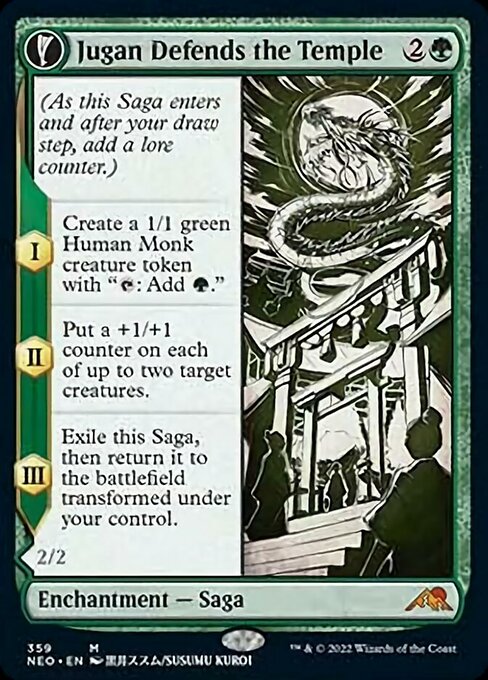 Jugan Defends the Temple 2
(As this Saga enters
and after your draw
step, add a lore
counter.)
I
Create a 1/1 green
Human Monk
creature token
with “: Add .”
II
Put a +1/+1
counter on each
of up to two target
creatures.
III
Exile this Saga,
then return it to
the battlefield
transformed under
your control.
2/2
Enchantment — Saga
359 M
NEO • EN 黒井ススム/SUSUMU KUROI
™ & © 2022 Wizards of the Coast